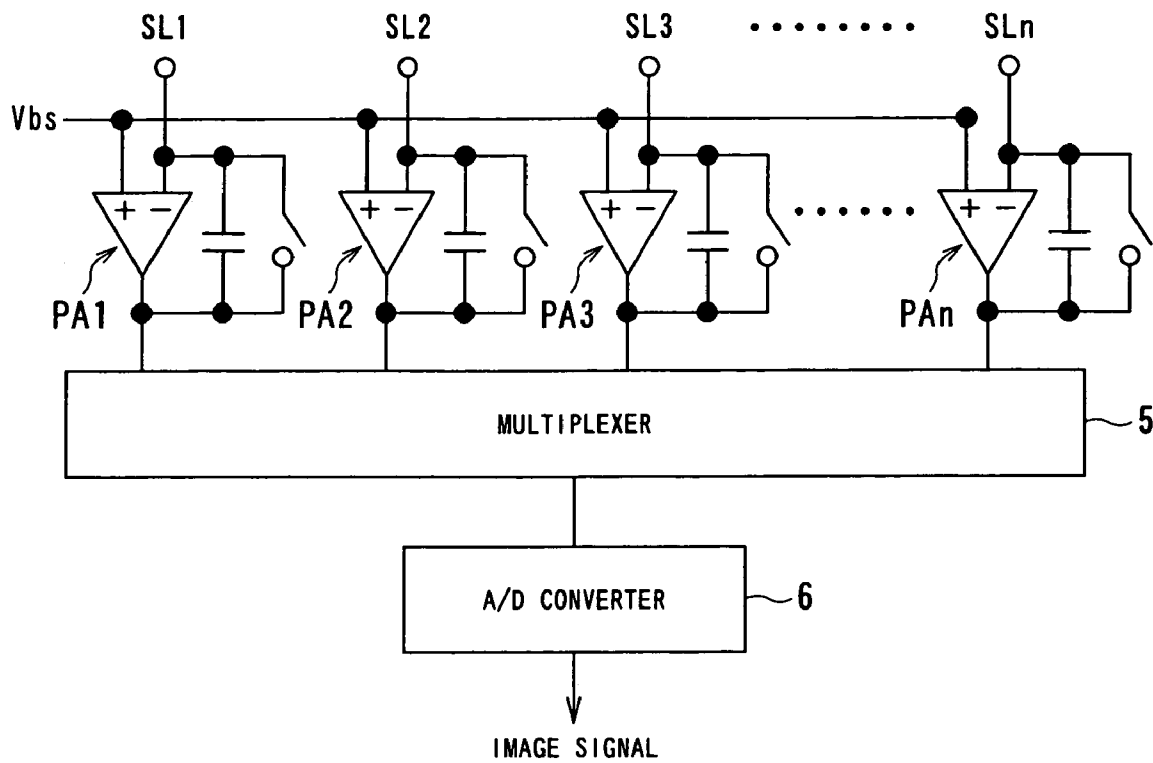 SL1 SL2 SL3 ········ SLn
Vbs
+ − + − + − ······ + −
PA1 PA2 PA3 PAn
MULTIPLEXER 5
A/D CONVERTER 6
IMAGE SIGNAL